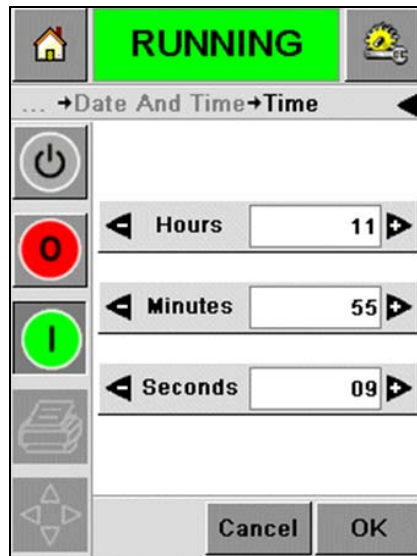 RUNNING
... →Date And Time→Time
Hours 11
Minutes 55
Seconds 09
Cancel OK